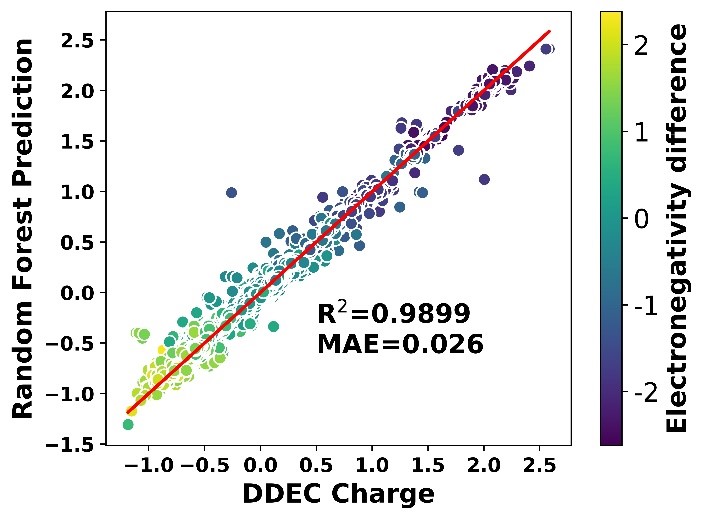 Random Forest Prediction
2.5
2.0
1.5
1.0
0.5
0.0
−0.5
−1.0
−1.5
R²=0.9899
MAE=0.026
−1.0 −0.5 0.0 0.5 1.0 1.5 2.0 2.5
DDEC Charge
2
1
0
-1
-2
Electronegativity difference